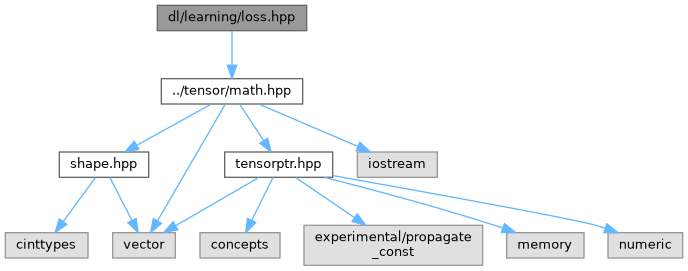 dl/learning/loss.hpp
../tensor/math.hpp
shape.hpp
tensorptr.hpp
iostream
cinttypes
vector
concepts
experimental/propagate
_const
memory
numeric